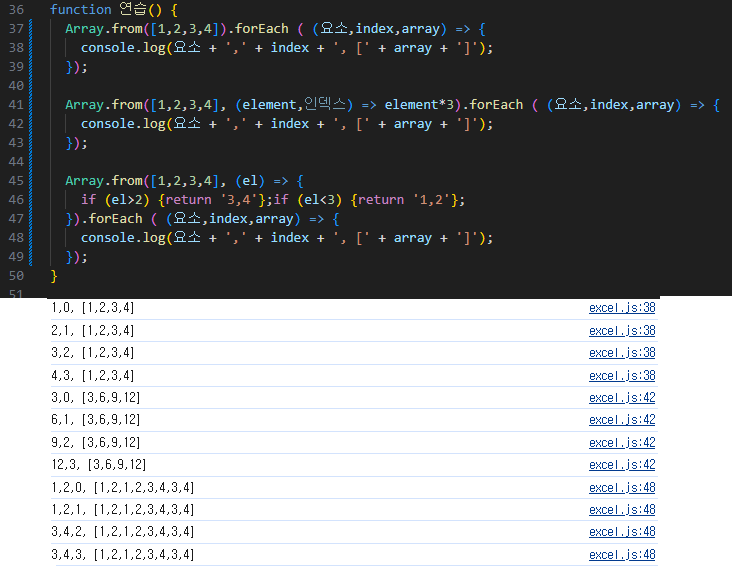 36 function 연습() {
37 Array.from([1,2,3,4]).forEach ( (요소,index,array) => {
38 console.log(요소 + ',' + index + ', [' + array + ']');
39 });
40
41 Array.from([1,2,3,4], (element,인덱스) => element*3).forEach ( (요소,index,array) => {
42 console.log(요소 + ',' + index + ', [' + array + ']');
43 });
44
45 Array.from([1,2,3,4], (el) => {
46 if (el>2) {return '3,4'};if (el<3) {return '1,2'};
47 }).forEach ( (요소,index,array) => {
48 console.log(요소 + ',' + index + ', [' + array + ']');
49 });
50 }
51
1,0, [1,2,3,4] excel.js:38
2,1, [1,2,3,4] excel.js:38
3,2, [1,2,3,4] excel.js:38
4,3, [1,2,3,4] excel.js:38
3,0, [3,6,9,12] excel.js:42
6,1, [3,6,9,12] excel.js:42
9,2, [3,6,9,12] excel.js:42
12,3, [3,6,9,12] excel.js:42
1,2,0, [1,2,1,2,3,4,3,4] excel.js:48
1,2,1, [1,2,1,2,3,4,3,4] excel.js:48
3,4,2, [1,2,1,2,3,4,3,4] excel.js:48
3,4,3, [1,2,1,2,3,4,3,4] excel.js:48